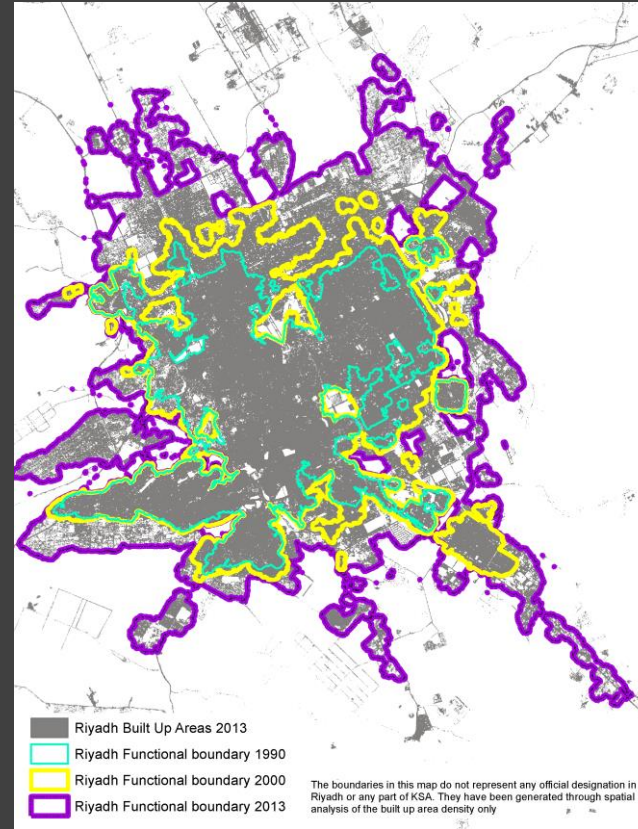 Riyadh Built Up Areas 2013
Riyadh Functional boundary 1990
Riyadh Functional boundary 2000
Riyadh Functional boundary 2013
The boundaries in this map do not represent any official designation in
Riyadh or any part of KSA. They have been generated through spatial
analysis of the built up area density only